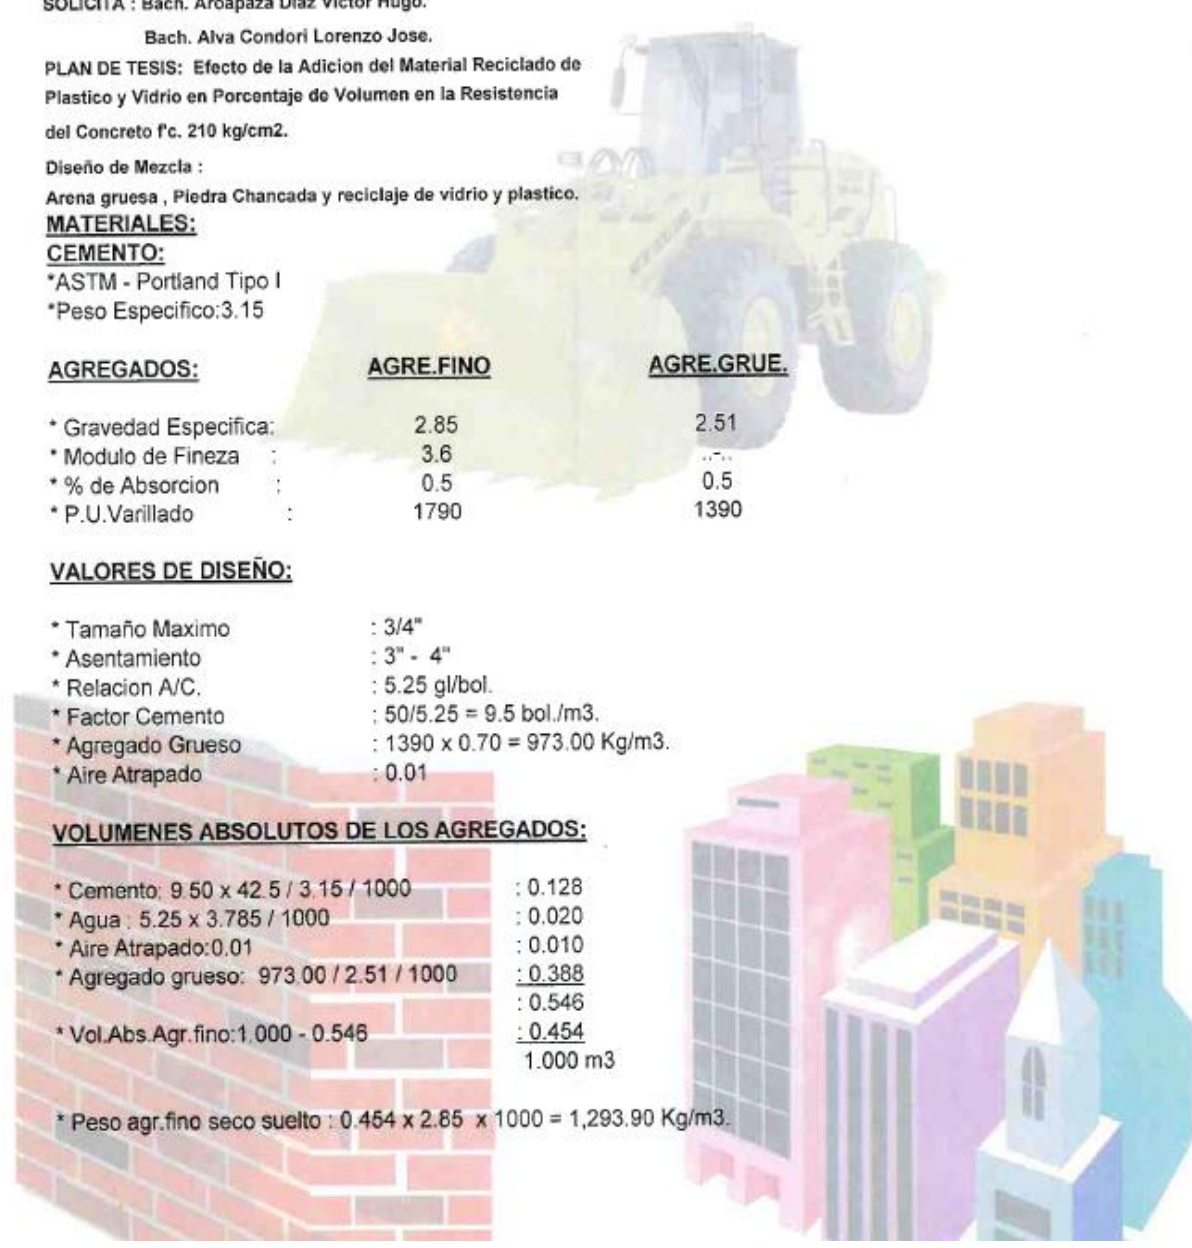 SOLICITA : Bach. Aroapaza Diaz Victor Hugo.
Bach. Alva Condori Lorenzo Jose.
PLAN DE TESIS: Efecto de la Adicion del Material Reciclado de
Plastico y Vidrio en Porcentaje de Volumen en la Resistencia
del Concreto f'c. 210 kg/cm2.
Diseño de Mezcla :
Arena gruesa , Piedra Chancada y reciclaje de vidrio y plastico.
MATERIALES:
CEMENTO:
*ASTM - Portland Tipo I
*Peso Especifico:3.15
AGREGADOS: AGRE.FINO AGRE.GRUE.
* Gravedad Especifica: 2.85 2.51
* Modulo de Fineza : 3.6 ..-..
* % de Absorcion : 0.5 0.5
* P.U.Varillado : 1790 1390
VALORES DE DISEÑO:
* Tamaño Maximo : 3/4"
* Asentamiento : 3" - 4"
* Relacion A/C. : 5.25 gl/bol.
* Factor Cemento : 50/5.25 = 9.5 bol./m3.
* Agregado Grueso : 1390 x 0.70 = 973.00 Kg/m3.
* Aire Atrapado : 0.01
VOLUMENES ABSOLUTOS DE LOS AGREGADOS:
* Cemento: 9.50 x 42.5 / 3.15 / 1000 : 0.128
* Agua : 5.25 x 3.785 / 1000 : 0.020
* Aire Atrapado:0.01 : 0.010
* Agregado grueso: 973.00 / 2.51 / 1000 : 0.388
: 0.546
* Vol.Abs.Agr.fino:1.000 - 0.546 : 0.454
1.000 m3
* Peso agr.fino seco suelto : 0.454 x 2.85 x 1000 = 1,293.90 Kg/m3.